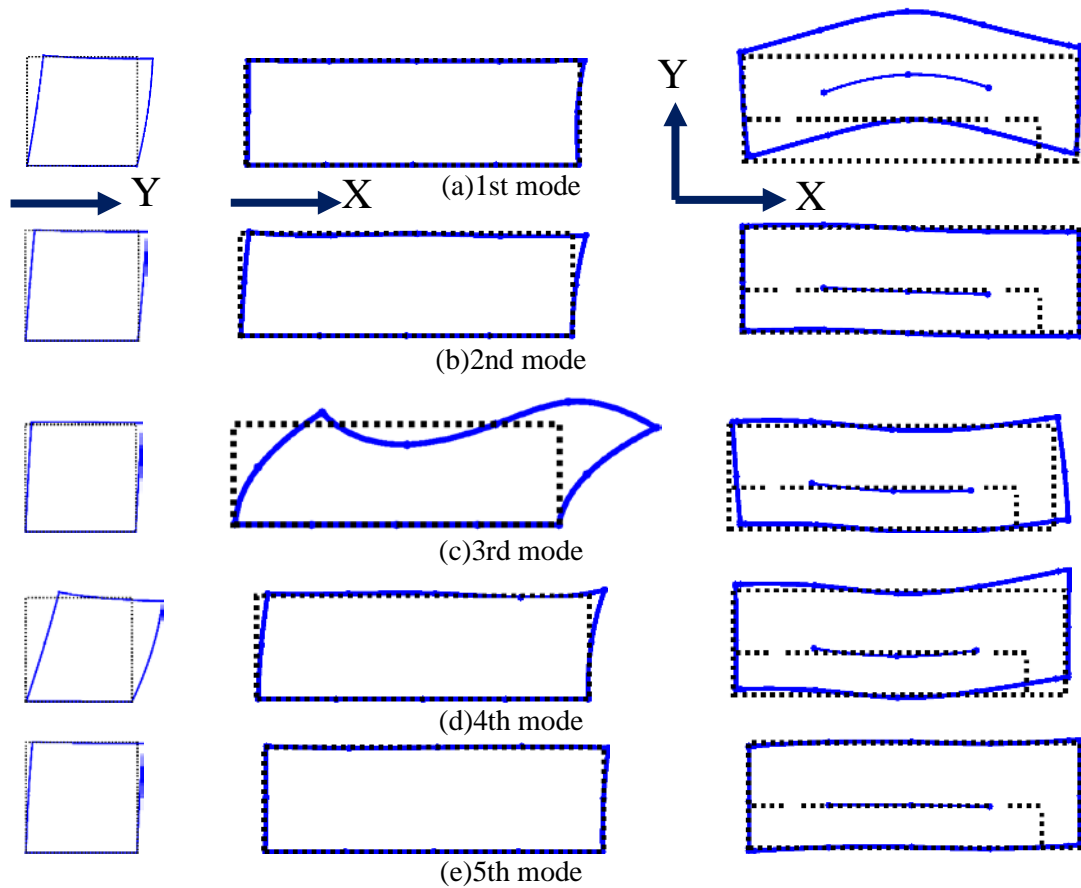 Y
X
(a)1st mode
Y
X
(b)2nd mode
(c)3rd mode
(d)4th mode
(e)5th mode